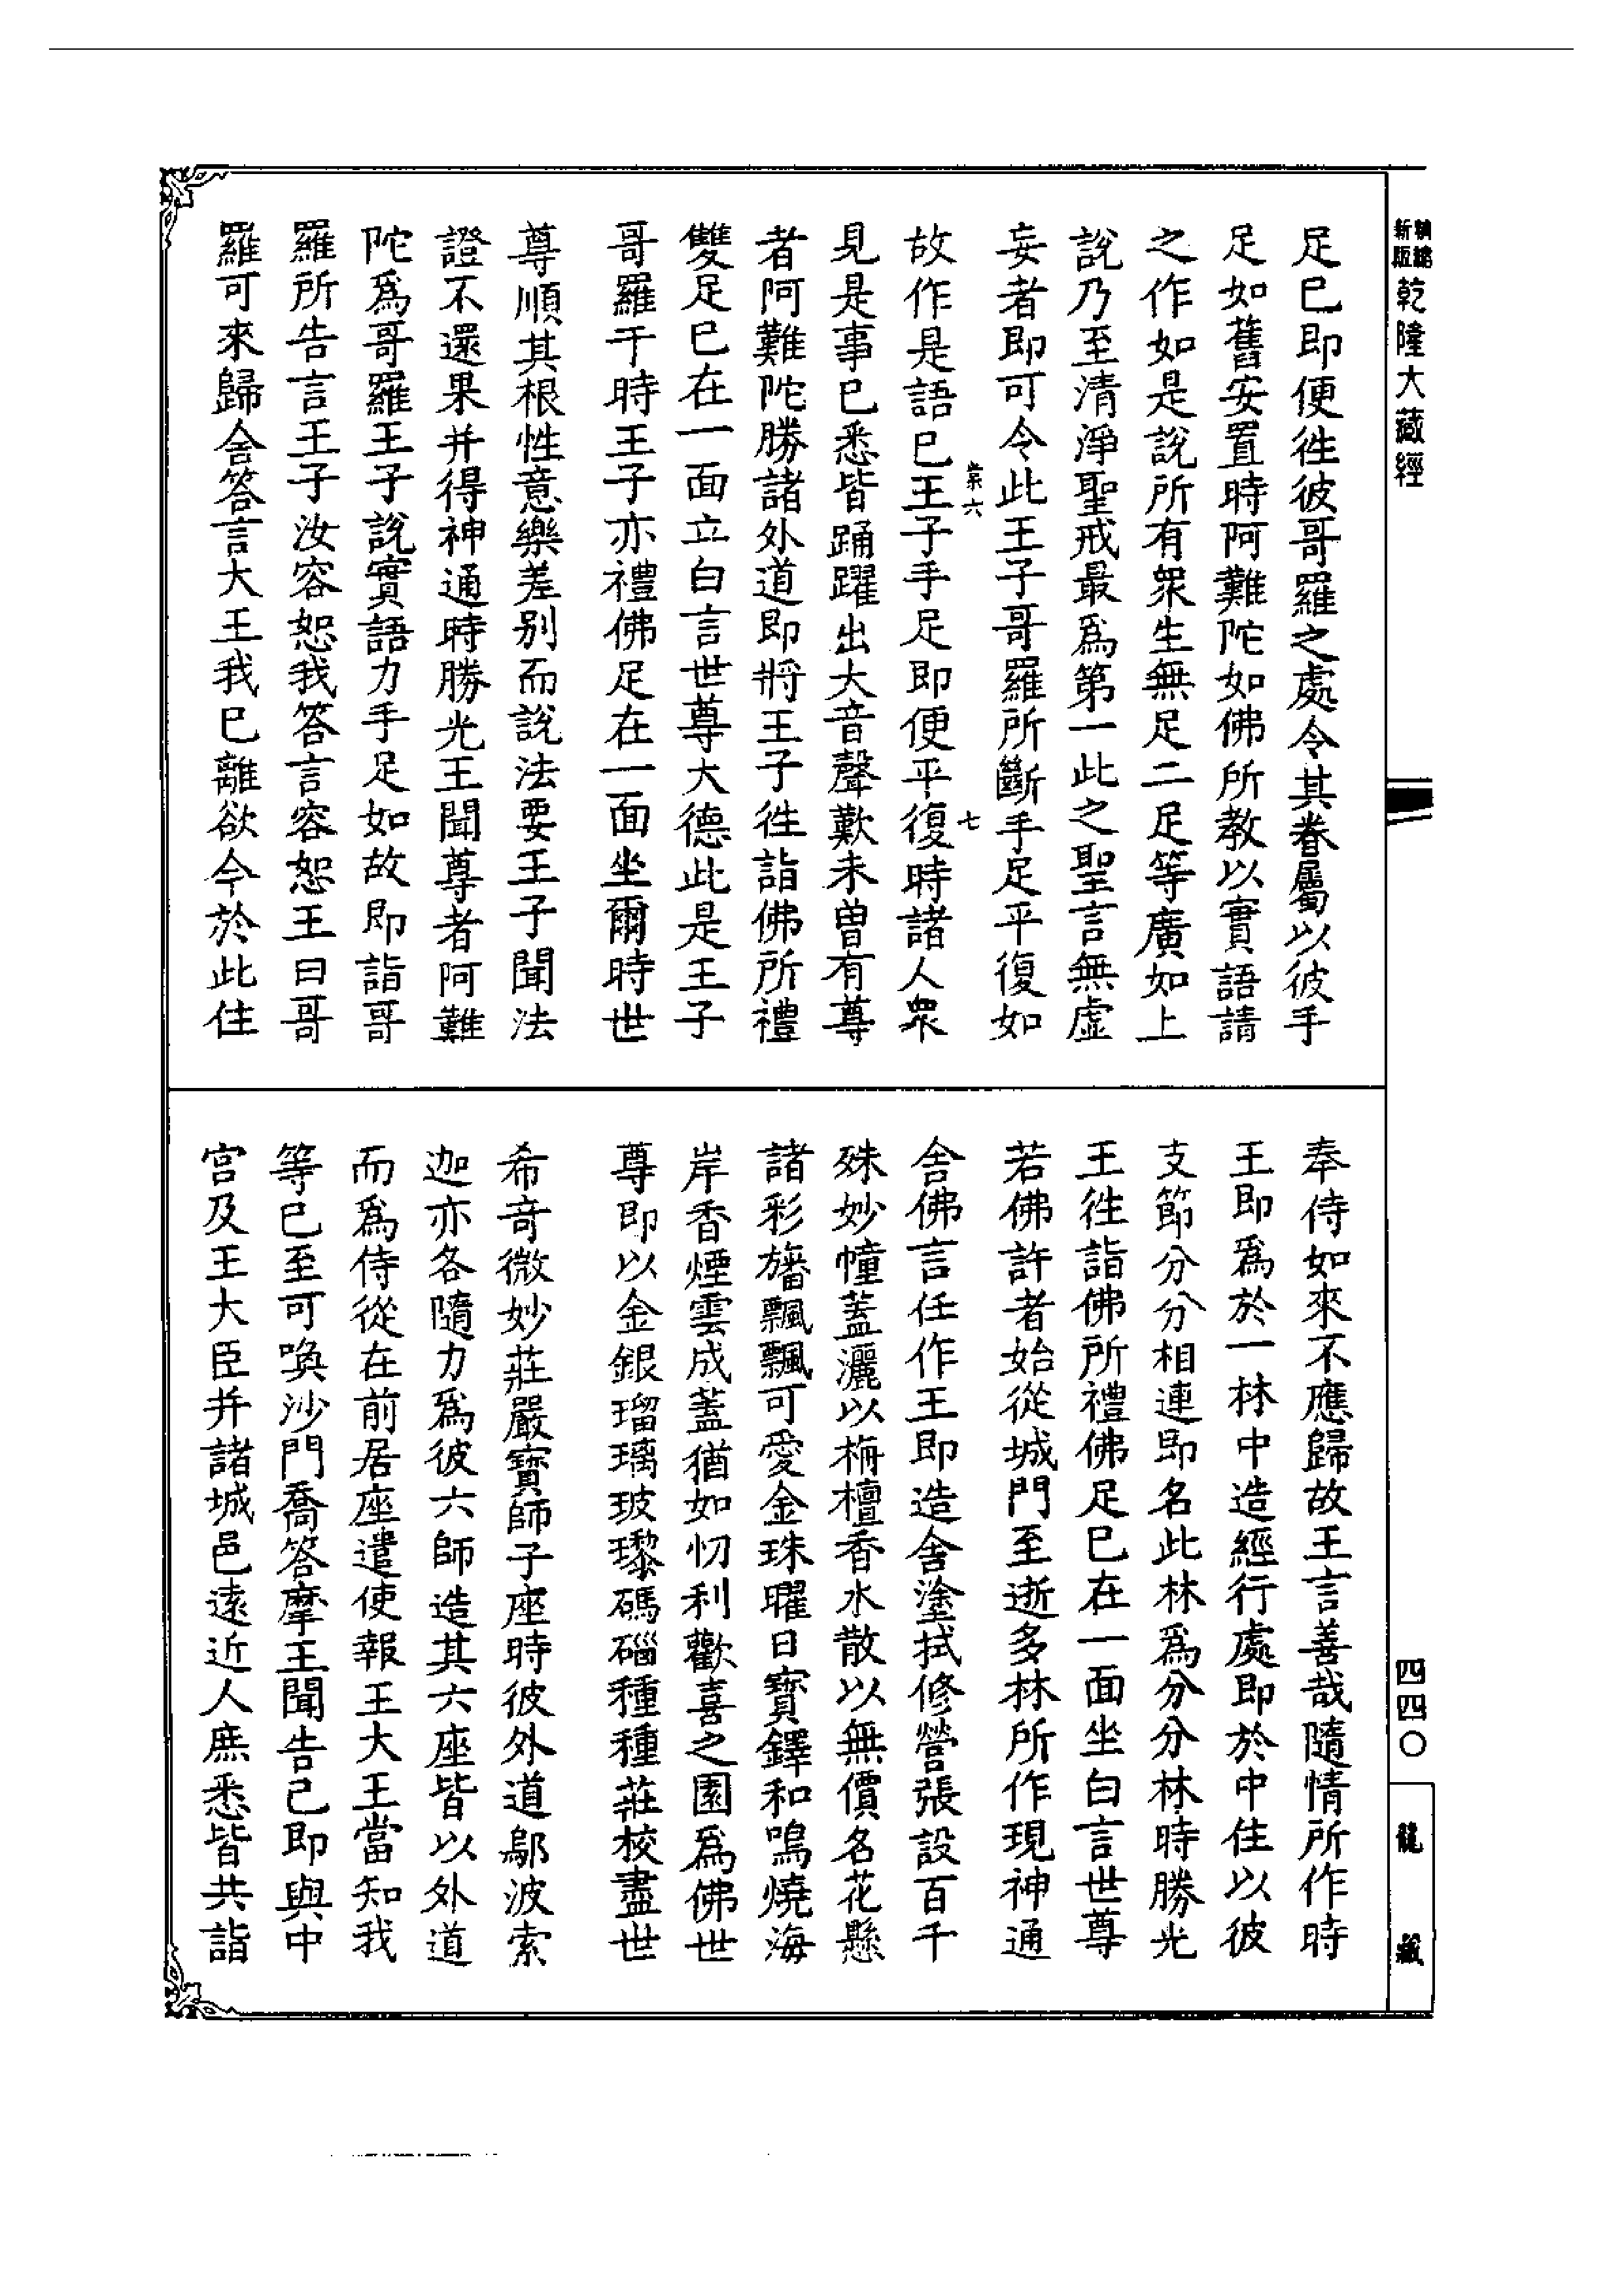 精縮
新版
乾隆大藏經
足已即便徃彼哥羅之處令其眷屬以彼手
足如舊安置時阿難陀如佛所教以實語請
之作如是說所有衆生無足二足等廣如上
說乃至清淨聖戒最爲第一此之聖言無虛
妄者即可令此王子哥羅所斷手足平復如
棠六
七
故作是語已王子手足即便平復時諸人衆
見是事已悉皆踊躍出大音聲歎未曾有尊
者阿難陀勝諸外道即將王子徃詣佛所禮
雙足已在一面立白言世尊大德此是王子
哥羅于時王子亦禮佛足在一面坐爾時世
尊順其根性意樂差別而說法要王子聞法
證不還果并得神通時勝光王聞尊者阿難
陀爲哥羅王子說實語力手足如故即詣哥
羅所告言王子汝容恕我答言容恕王曰哥
羅可來歸舍答言大王我已離欲今於此住
奉侍如來不應歸故王言善哉隨情所作時
王即爲於一林中造經行處即於中住以彼
支節分分相連即名此林爲分分林時勝光
王徃詣佛所禮佛足已在一面坐白言世尊
若佛許者始從城門至逝多林所作現神通
舍佛言任作王即造舍塗拭修營張設百千
殊妙幢蓋灑以栴檀香水散以無價名花懸
諸彩旛飄飄可愛金珠曜日寶鐸和鳴燒海
岸香煙雲成蓋猶如忉利歡喜之園爲佛世
尊即以金銀瑠璃玻瓈碼碯種種莊校盡世
希竒微妙莊嚴寶師子座時彼外道鄔波索
迦亦各隨力爲彼六師造其六座皆以外道
而爲侍從在前居座遣使報王大王當知我
等已至可喚沙門喬答摩王聞告已即與中
宫及王大臣并諸城邑遠近人庶悉皆共詣
四四〇
龍藏